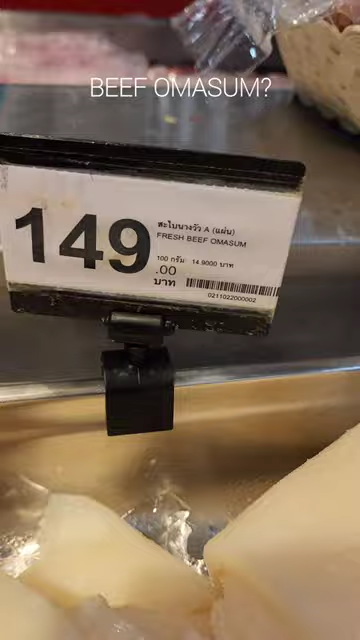 BEEF OMASUM?
149
สะไบนางวัว A (แผ่น)
FRESH BEEF OMASUM
100 กรัม 14.9000 บาท
.00
บาท
0211022000002